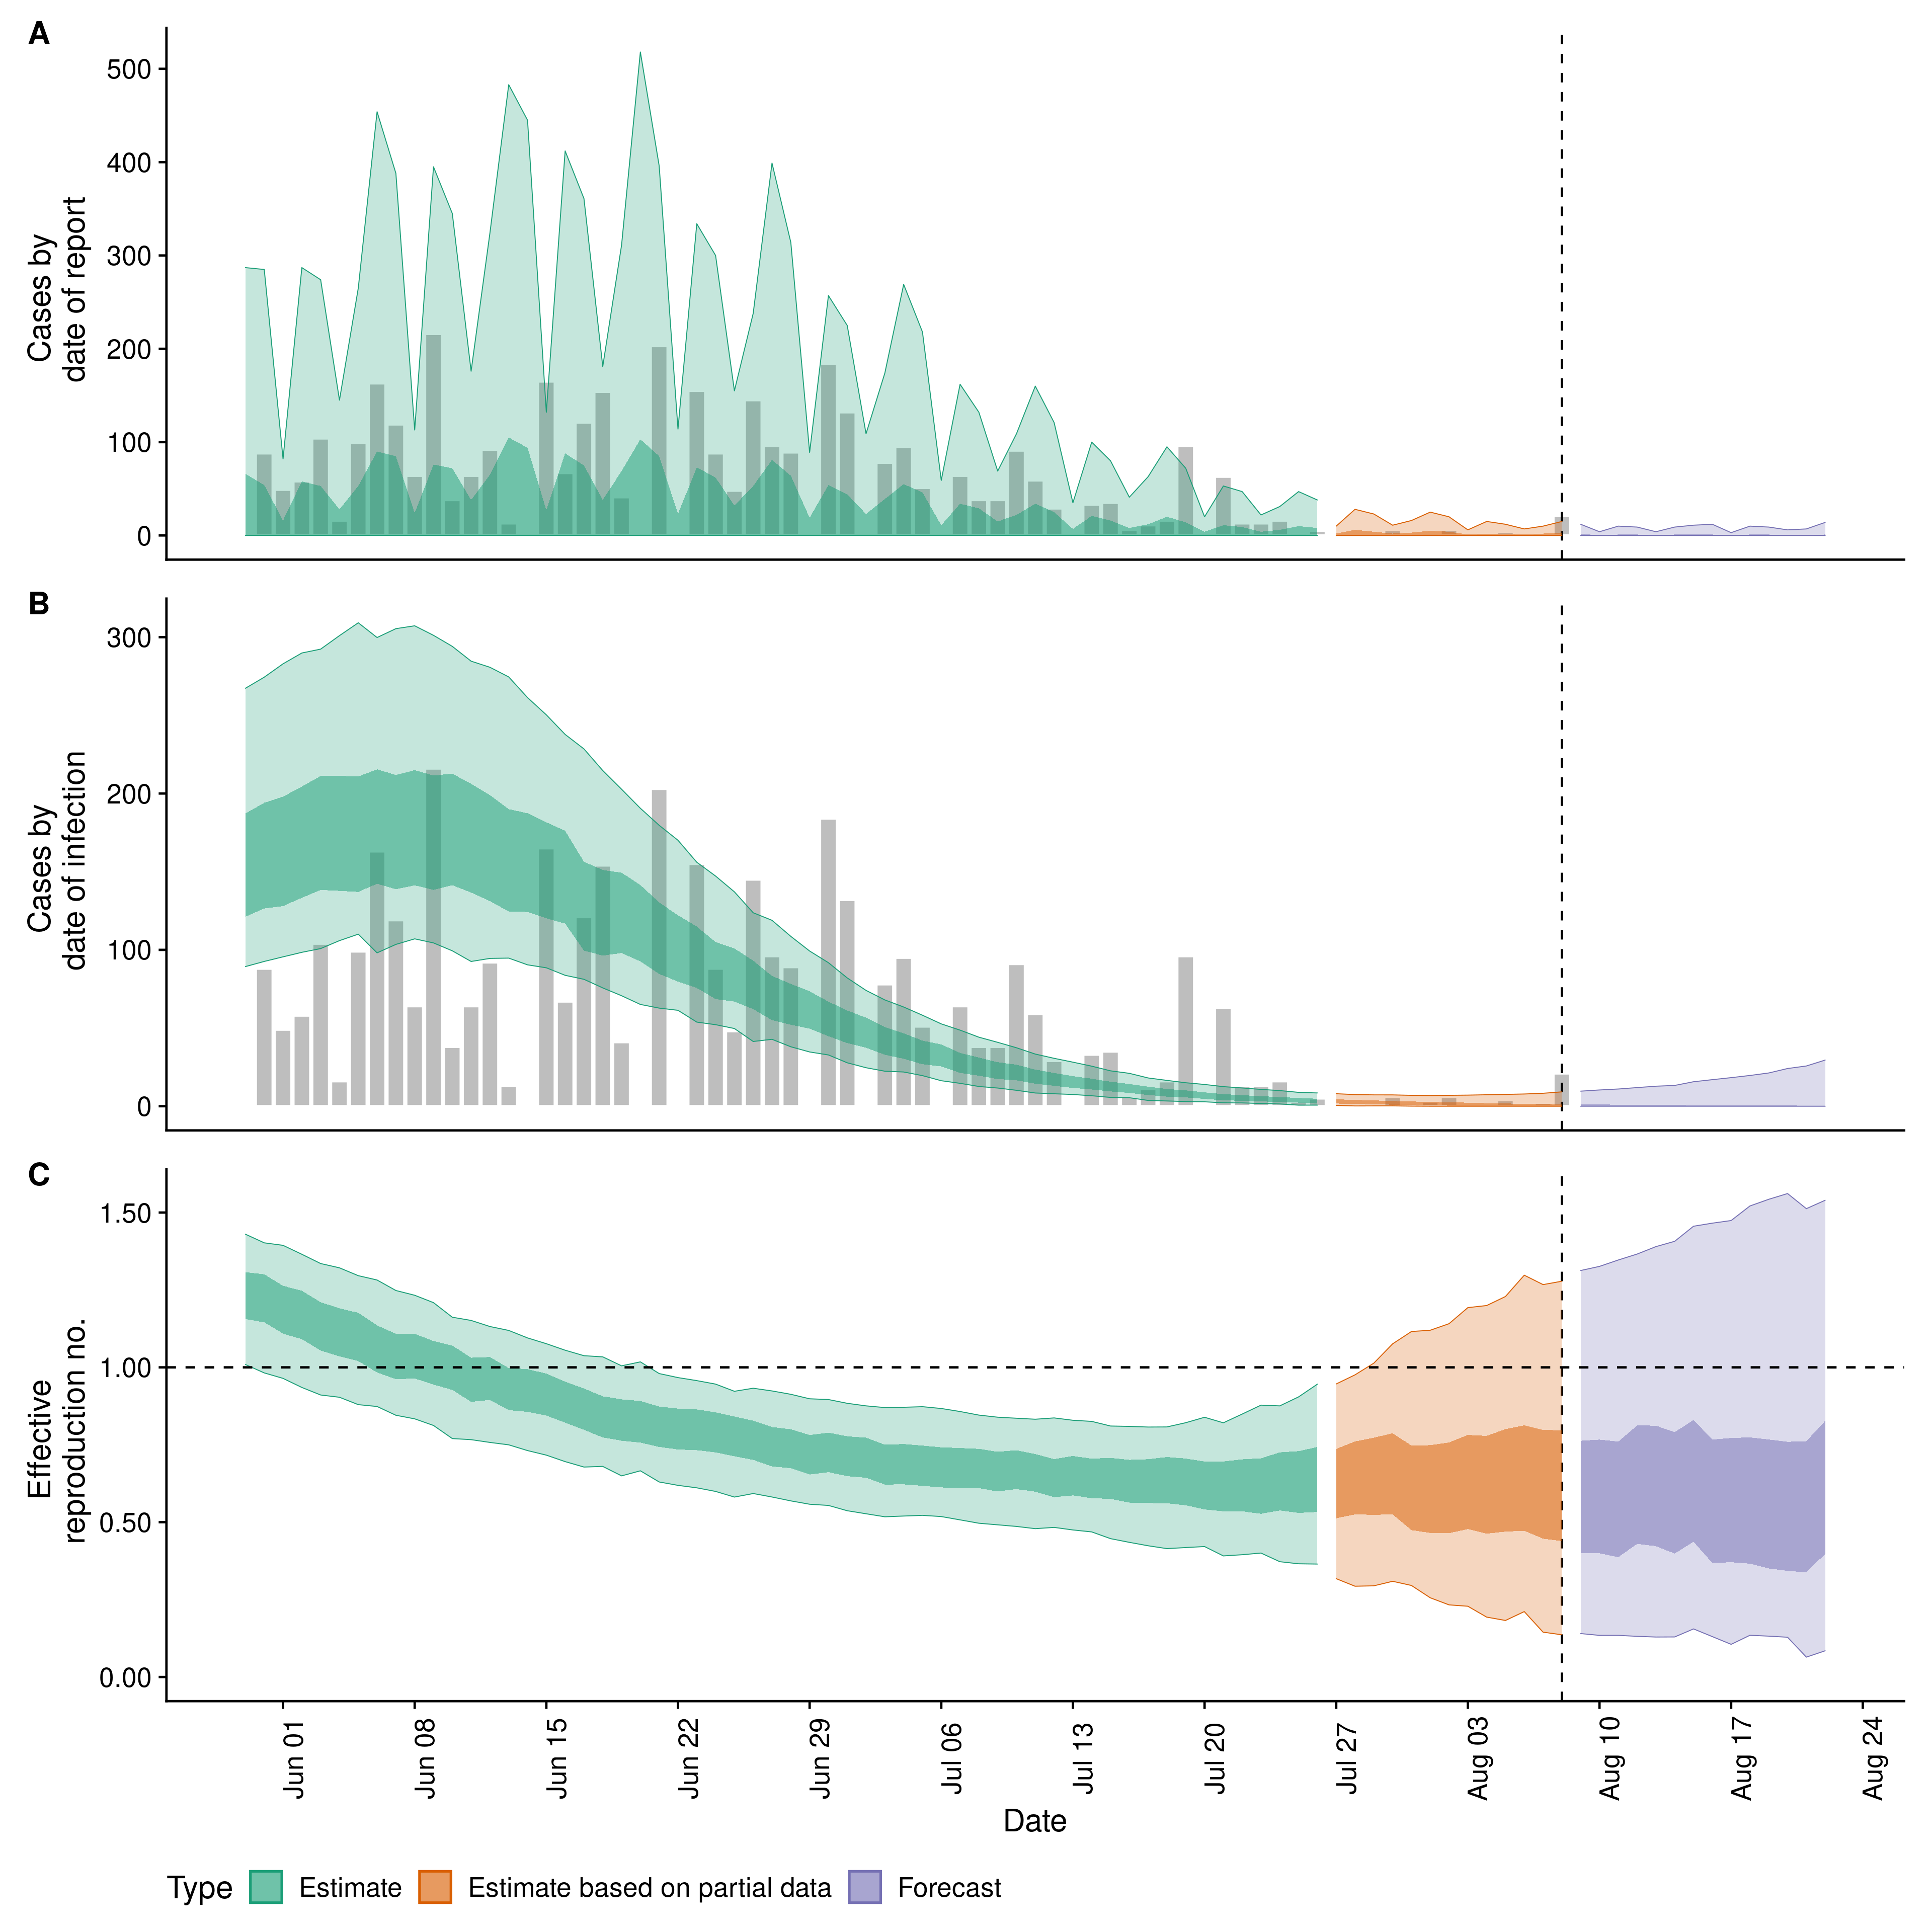 A
500
400
300
200
100
0
Cases by
date of report
B
300
200
100
0
Cases by
date of infection
C
1.50
1.00
0.50
0.00
Effective
reproduction no.
Jun 01
Jun 08
Jun 15
Jun 22
Jun 29
Jul 06
Jul 13
Jul 20
Jul 27
Aug 03
Aug 10
Aug 17
Aug 24
Date
Type
Estimate
Estimate based on partial data
Forecast